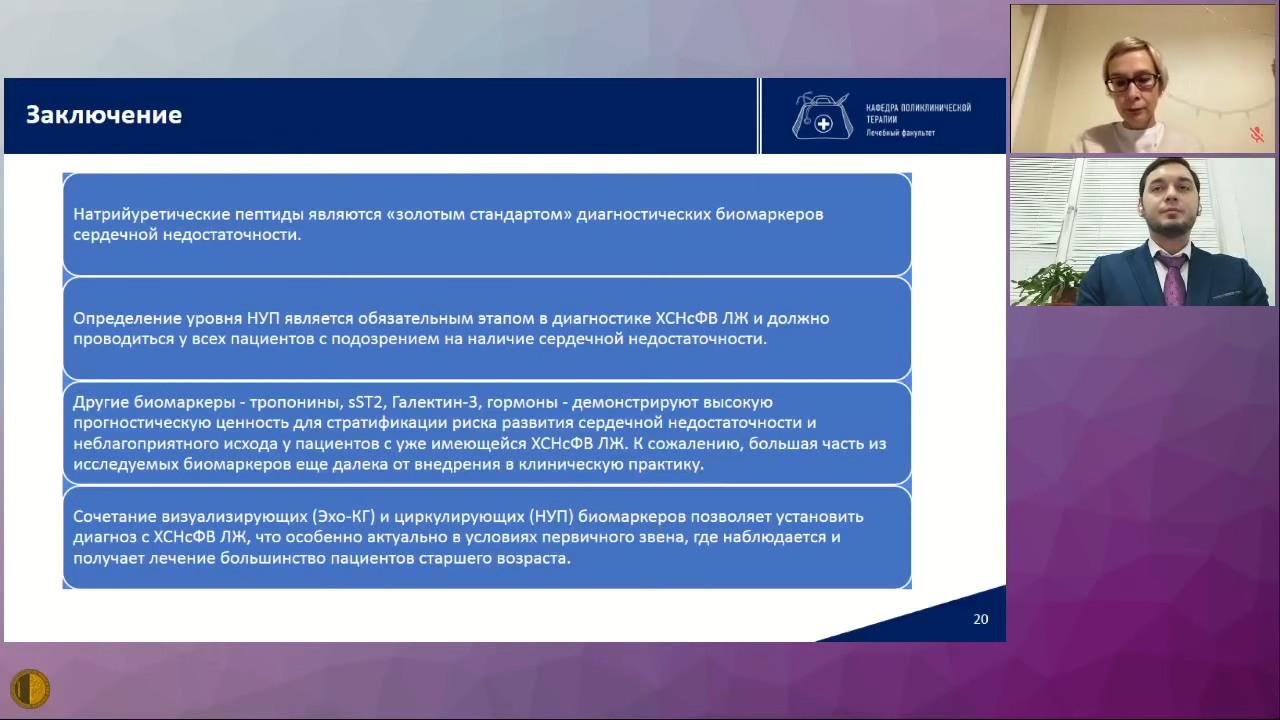 Заключение
КАФЕДРА ПОЛИКЛИНИЧЕСКОЙ
ТЕРАПИИ
Лечебный факультет
Натрийуретические пептиды являются «золотым стандартом» диагностических биомаркеров
сердечной недостаточности.
Определение уровня НУП является обязательным этапом в диагностике ХСНсФВ ЛЖ и должно
проводиться у всех пациентов с подозрением на наличие сердечной недостаточности.
Другие биомаркеры - тропонины, sST2, Галектин-3, гормоны - демонстрируют высокую
прогностическую ценность для стратификации риска развития сердечной недостаточности и
неблагоприятного исхода у пациентов с уже имеющейся ХСНсФВ ЛЖ. К сожалению, большая часть из
исследуемых биомаркеров еще далека от внедрения в клиническую практику.
Сочетание визуализирующих (Эхо-КГ) и циркулирующих (НУП) биомаркеров позволяет установить
диагноз с ХСНсФВ ЛЖ, что особенно актуально в условиях первичного звена, где наблюдается и
получает лечение большинство пациентов старшего возраста.
20